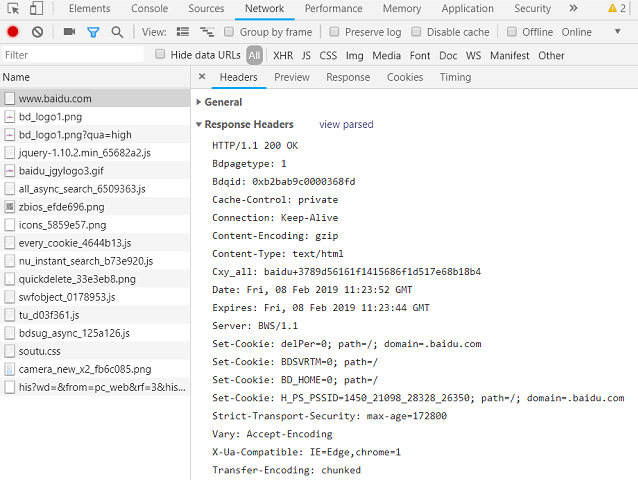 Elements Console Sources Network Performance Memory Application Security 2
View: Group by frame Preserve log Disable cache Offline Online
Filter Hide data URLs All XHR JS CSS Img Media Font Doc WS Manifest Other
Name
www.baidu.com
bd_logo1.png
bd_logo1.png?qua=high
jquery-1.10.2.min_65682a2.js
baidu_jgylogo3.gif
all_async_search_6509363.js
zbios_efde696.png
icons_5859e57.png
every_cookie_4644b13.js
nu_instant_search_b73e920.js
quickdelete_33e3eb8.png
swfobject_0178953.js
tu_d03f361.js
bdsug_async_125a126.js
soutu.css
camera_new_x2_fb6c085.png
his?wd=&from=pc_web&rf=3&his...
Headers Preview Response Cookies Timing
General
Response Headers view parsed
HTTP/1.1 200 OK
Bdpagetype: 1
Bdqid: 0xb2bab9c0000368fd
Cache-Control: private
Connection: Keep-Alive
Content-Encoding: gzip
Content-Type: text/html
Cxy_all: baidu+3789d56161f1415686f1d517e68b18b4
Date: Fri, 08 Feb 2019 11:23:52 GMT
Expires: Fri, 08 Feb 2019 11:23:44 GMT
Server: BWS/1.1
Set-Cookie: delPer=0; path=/; domain=.baidu.com
Set-Cookie: BDSVRTM=0; path=/
Set-Cookie: BD_HOME=0; path=/
Set-Cookie: H_PS_PSSID=1450_21098_28328_26350; path=/; domain=.baidu.com
Strict-Transport-Security: max-age=172800
Vary: Accept-Encoding
X-Ua-Compatible: IE=Edge,chrome=1
Transfer-Encoding: chunked